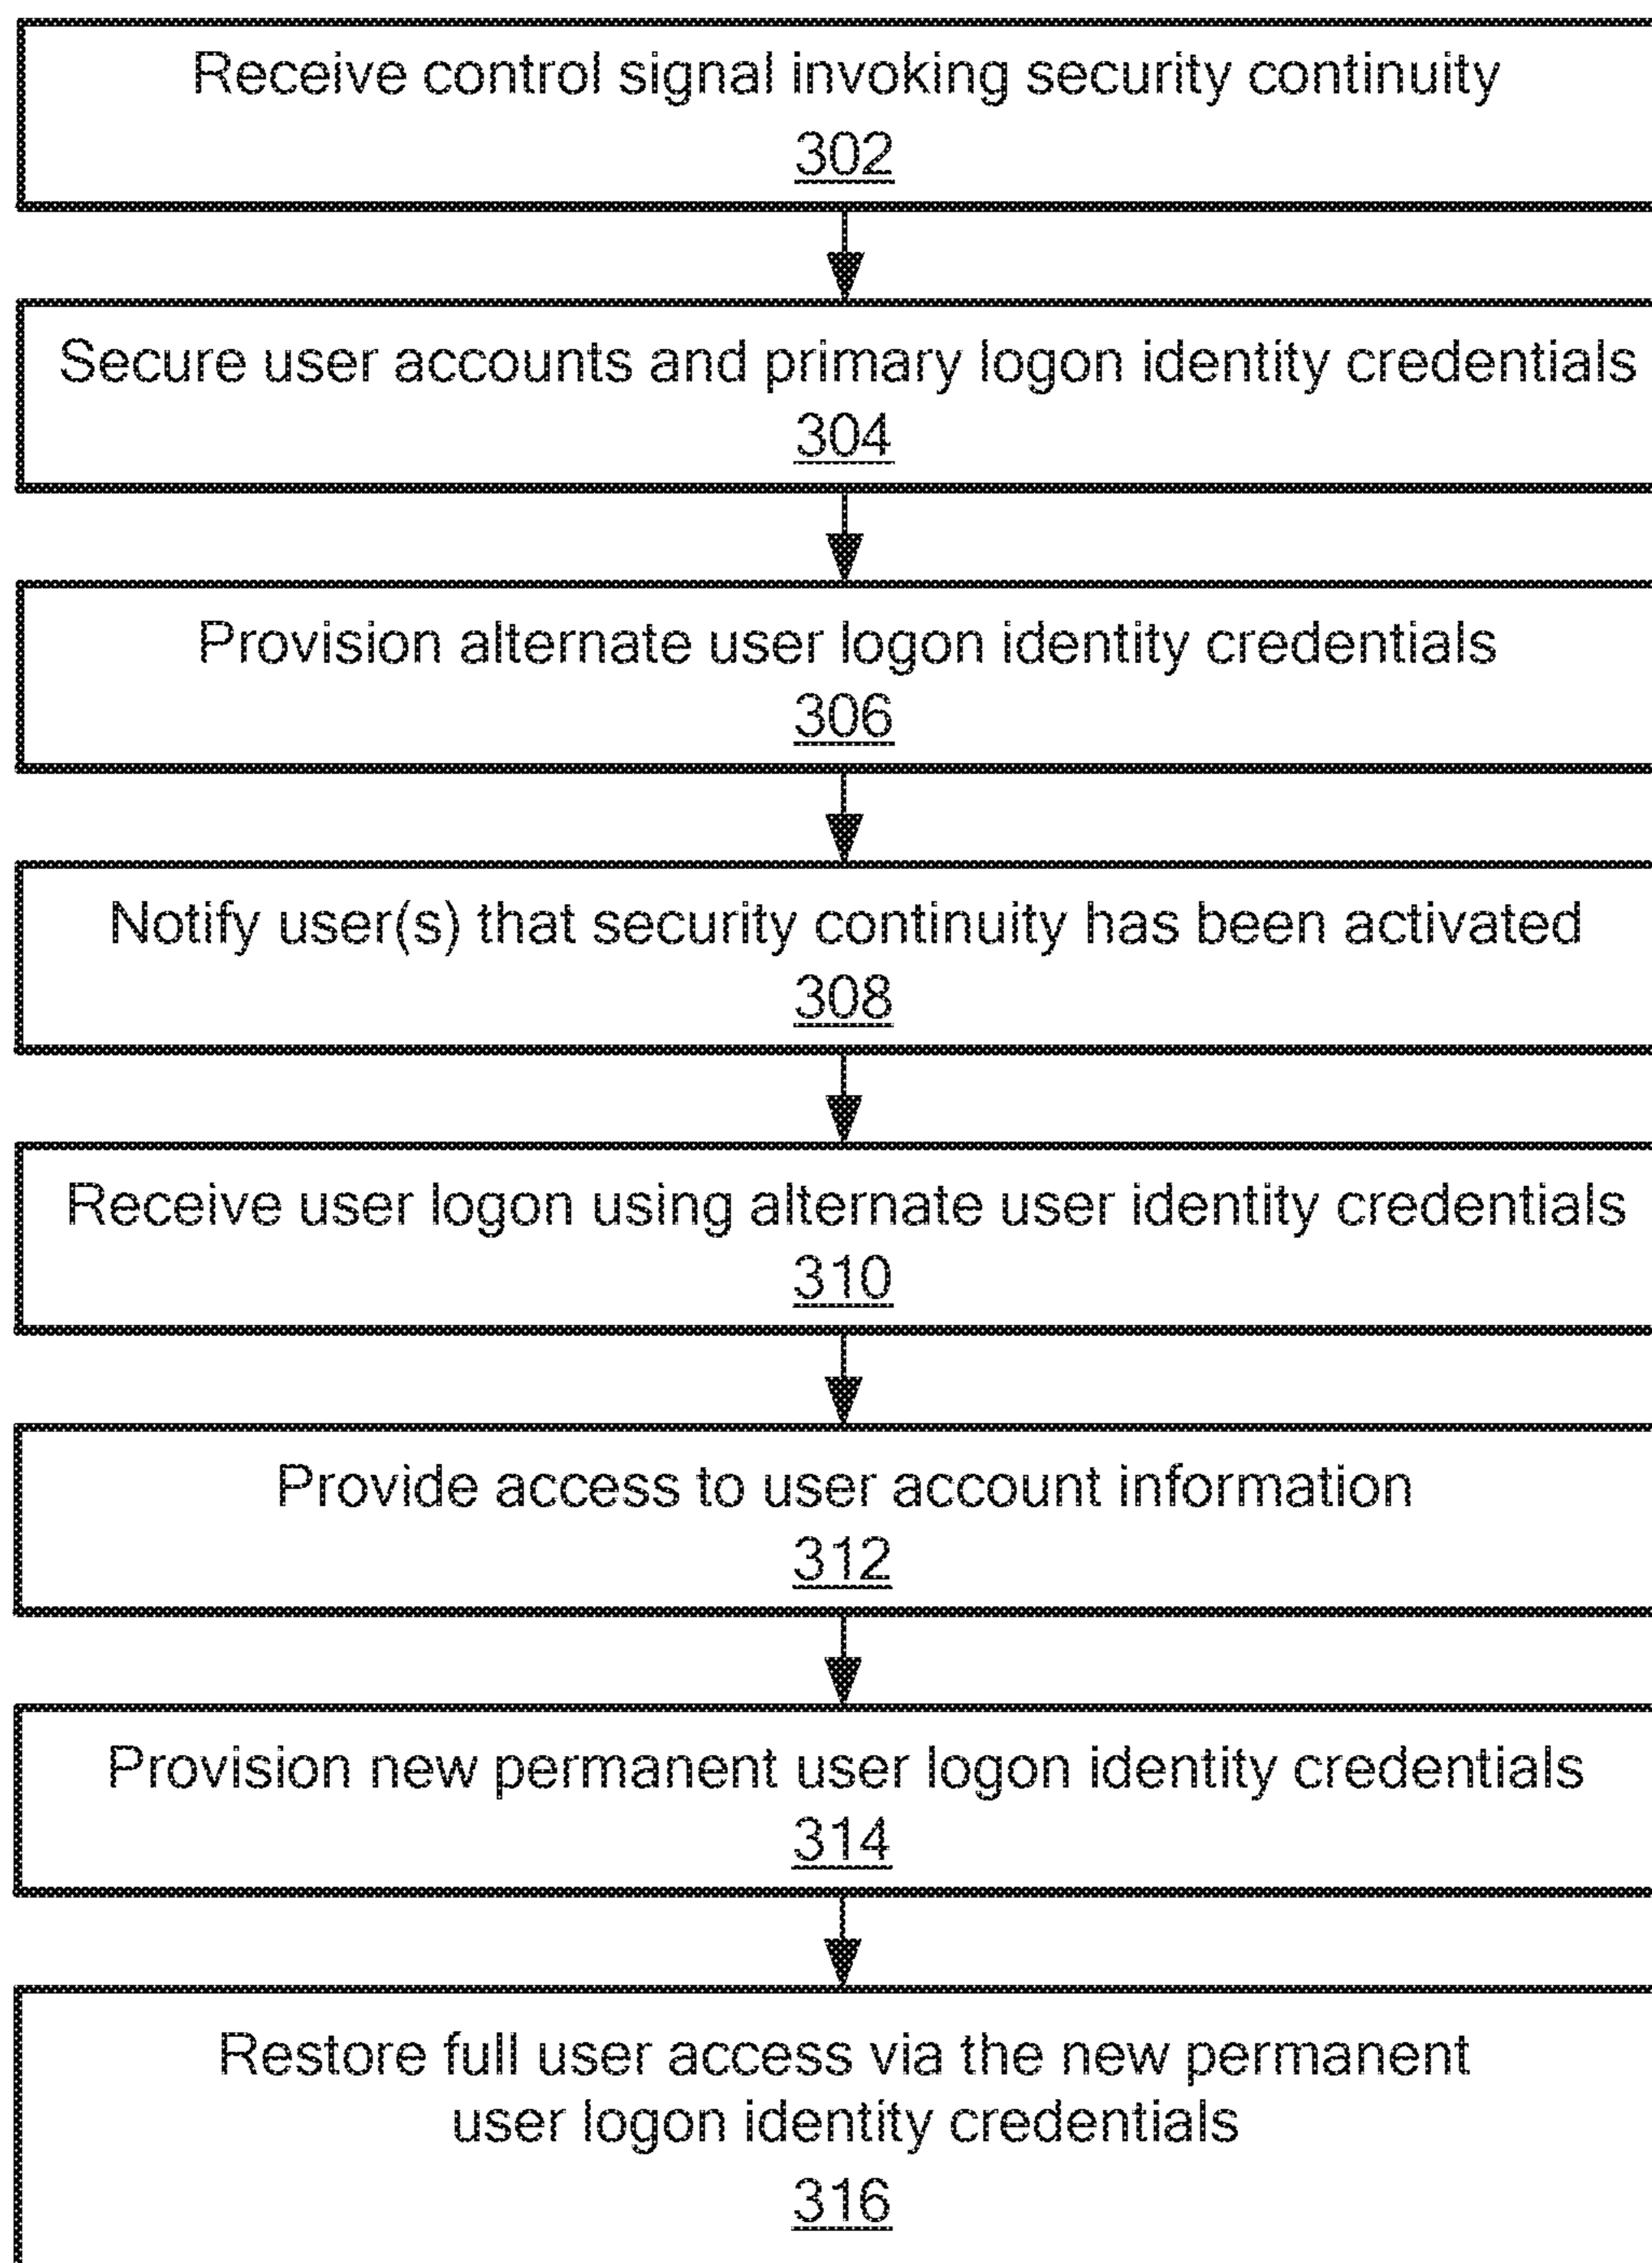 Receive control signal invoking security continuity
302
Secure user accounts and primary logon identity credentials
304
Provision alternate user logon identity credentials
306
Notify user(s) that security continuity has been activated
308
Receive user logon using alternate user identity credentials
310
Provide access to user account information
312
Provision new permanent user logon identity credentials
314
Restore full user access via the new permanent
user logon identity credentials
316